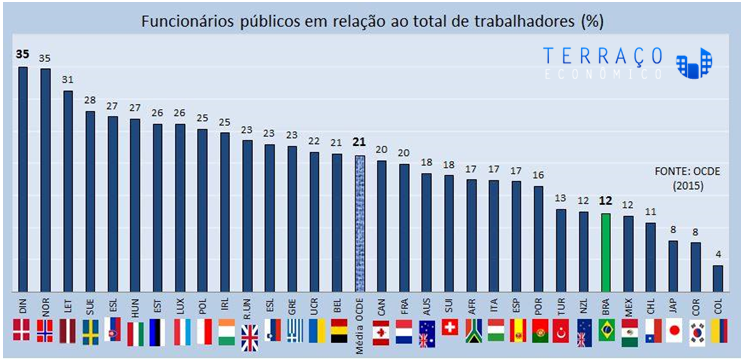 Funcionários públicos em relação ao total de trabalhadores (%)
TERRAÇO
ECONÔMICO
FONTE: OCDE
(2015)
35 35 31 28 27 27 26 26 25 25 23 23 23 22 21 21 20 20 18 18 17 17 17 16 13 12 12 12 11 8 8 4
DIN NOR LET SUE ESL HUN EST LUX POL IRL R.UN ESL GRE UCR BEL Média OCDE CAN FRA AUS SUI AFR ITA ESP POR TUR NZL BRA MEX CHL JAP COR COL